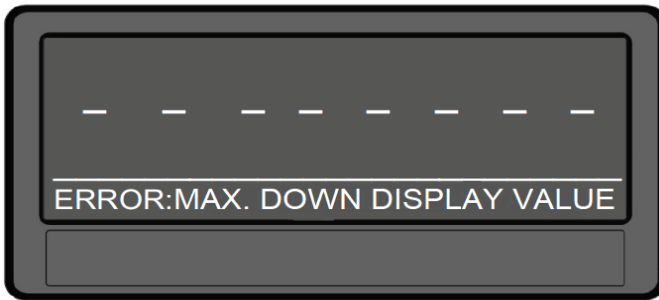 - - - - - - - -
ERROR:MAX. DOWN DISPLAY VALUE